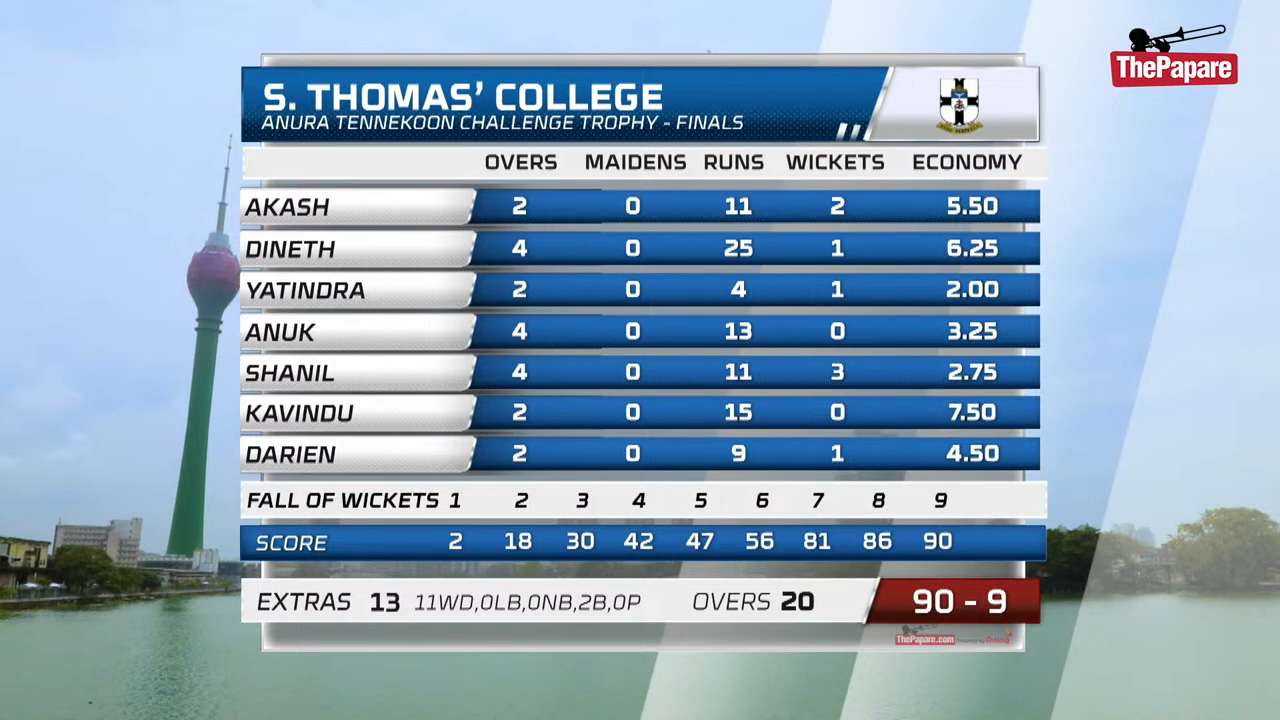 ThePapare
S. THOMAS' COLLEGE
ANURA TENNEKOON CHALLENGE TROPHY - FINALS
OVERS MAIDENS RUNS WICKETS ECONOMY
AKASH 2 0 11 2 5.50
DINETH 4 0 25 1 6.25
YATINDRA 2 0 4 1 2.00
ANUK 4 0 13 0 3.25
SHANIL 4 0 11 3 2.75
KAVINDU 2 0 15 0 7.50
DARIEN 2 0 9 1 4.50
FALL OF WICKETS 1 2 3 4 5 6 7 8 9
SCORE 2 18 30 42 47 56 81 86 90
EXTRAS 13 11WD,0LB,0NB,2B,0P OVERS 20 90 - 9
ThePapare.com